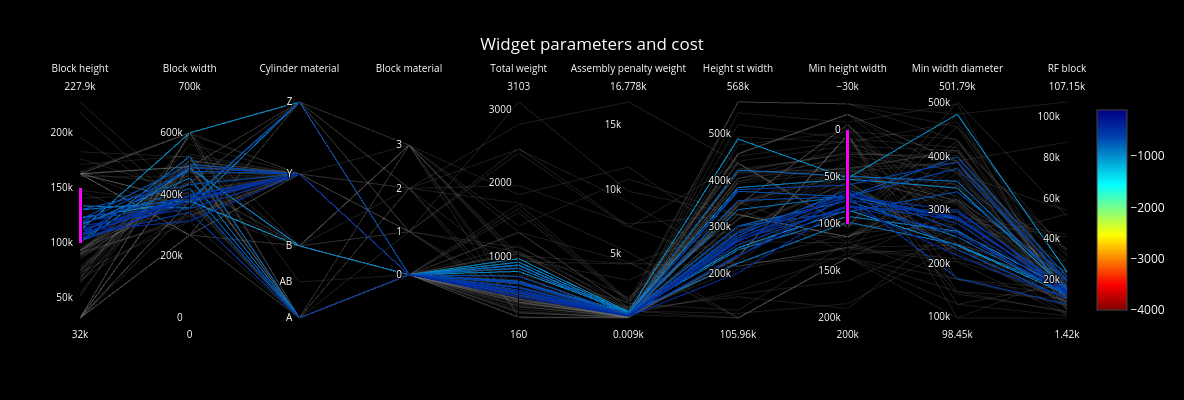 Widget parameters and cost
Block height Block width Cylinder material Block material Total weight Assembly penalty weight Height st width Min height width Min width diameter RF block
227.9k 700k 3103 16.778k 568k −30k 501.79k 107.15k
200k
150k
100k
50k
600k
400k
200k
0
Z
Y
B
AB
A
3
2
1
0
3000
2000
1000
15k
10k
5k
500k
400k
300k
200k
0
50k
100k
150k
200k
500k
400k
300k
200k
100k
100k
80k
60k
40k
20k
−1000
−2000
−3000
−4000
32k 0 160 0.009k 105.96k 200k 98.45k 1.42k